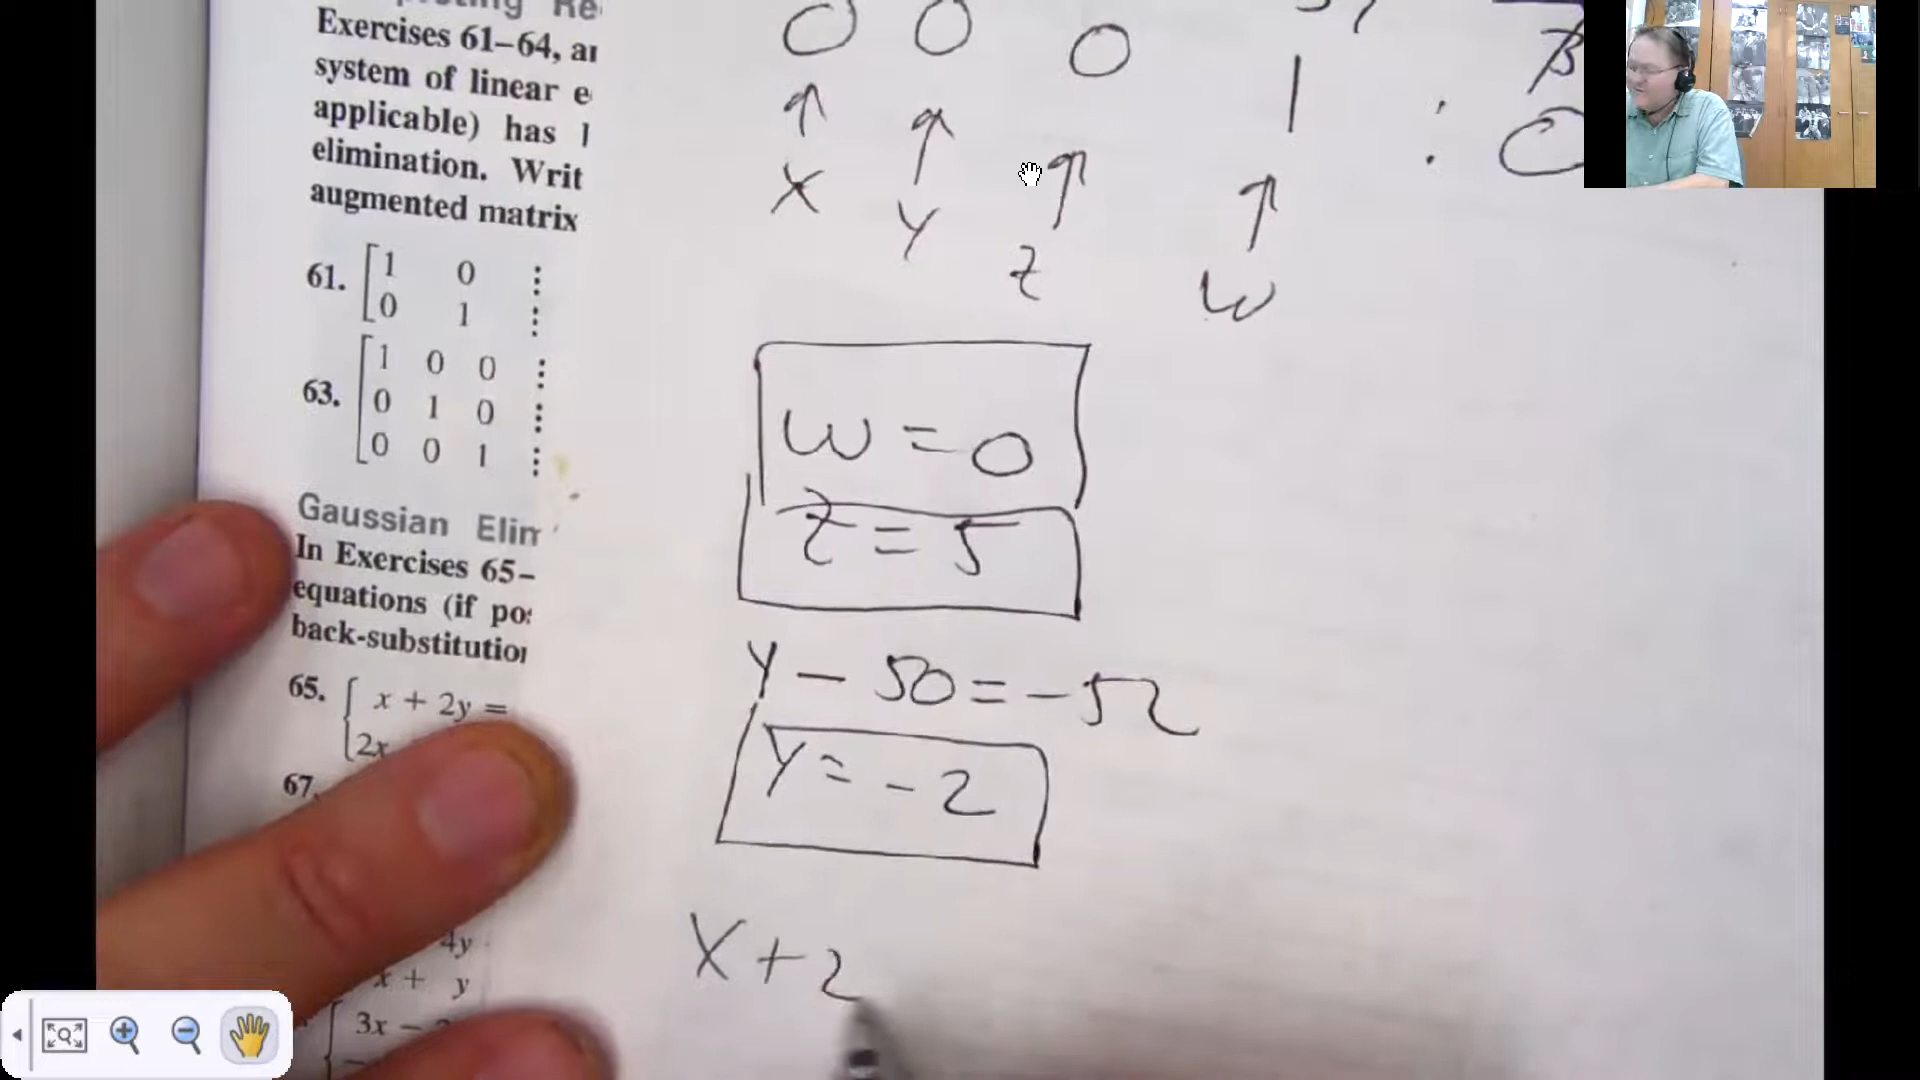 Exercises 61–64, ar
system of linear e
applicable) has
elimination. Writ
augmented matrix
61. [1 0 ⋮
0 1 ⋮
63. [1 0 0 ⋮
0 1 0 ⋮
0 0 1 ⋮
Gaussian Elim
In Exercises 65–
equations (if po
back-substitution
65. { x + 2y =
2x
67.
4y
x + y
3x −
0 0 0 1 : 0
↑ ↑ ↑ ↑
X Y Z W
W = 0
Z = 5
Y − 50 = −52
Y = −2
X + 2